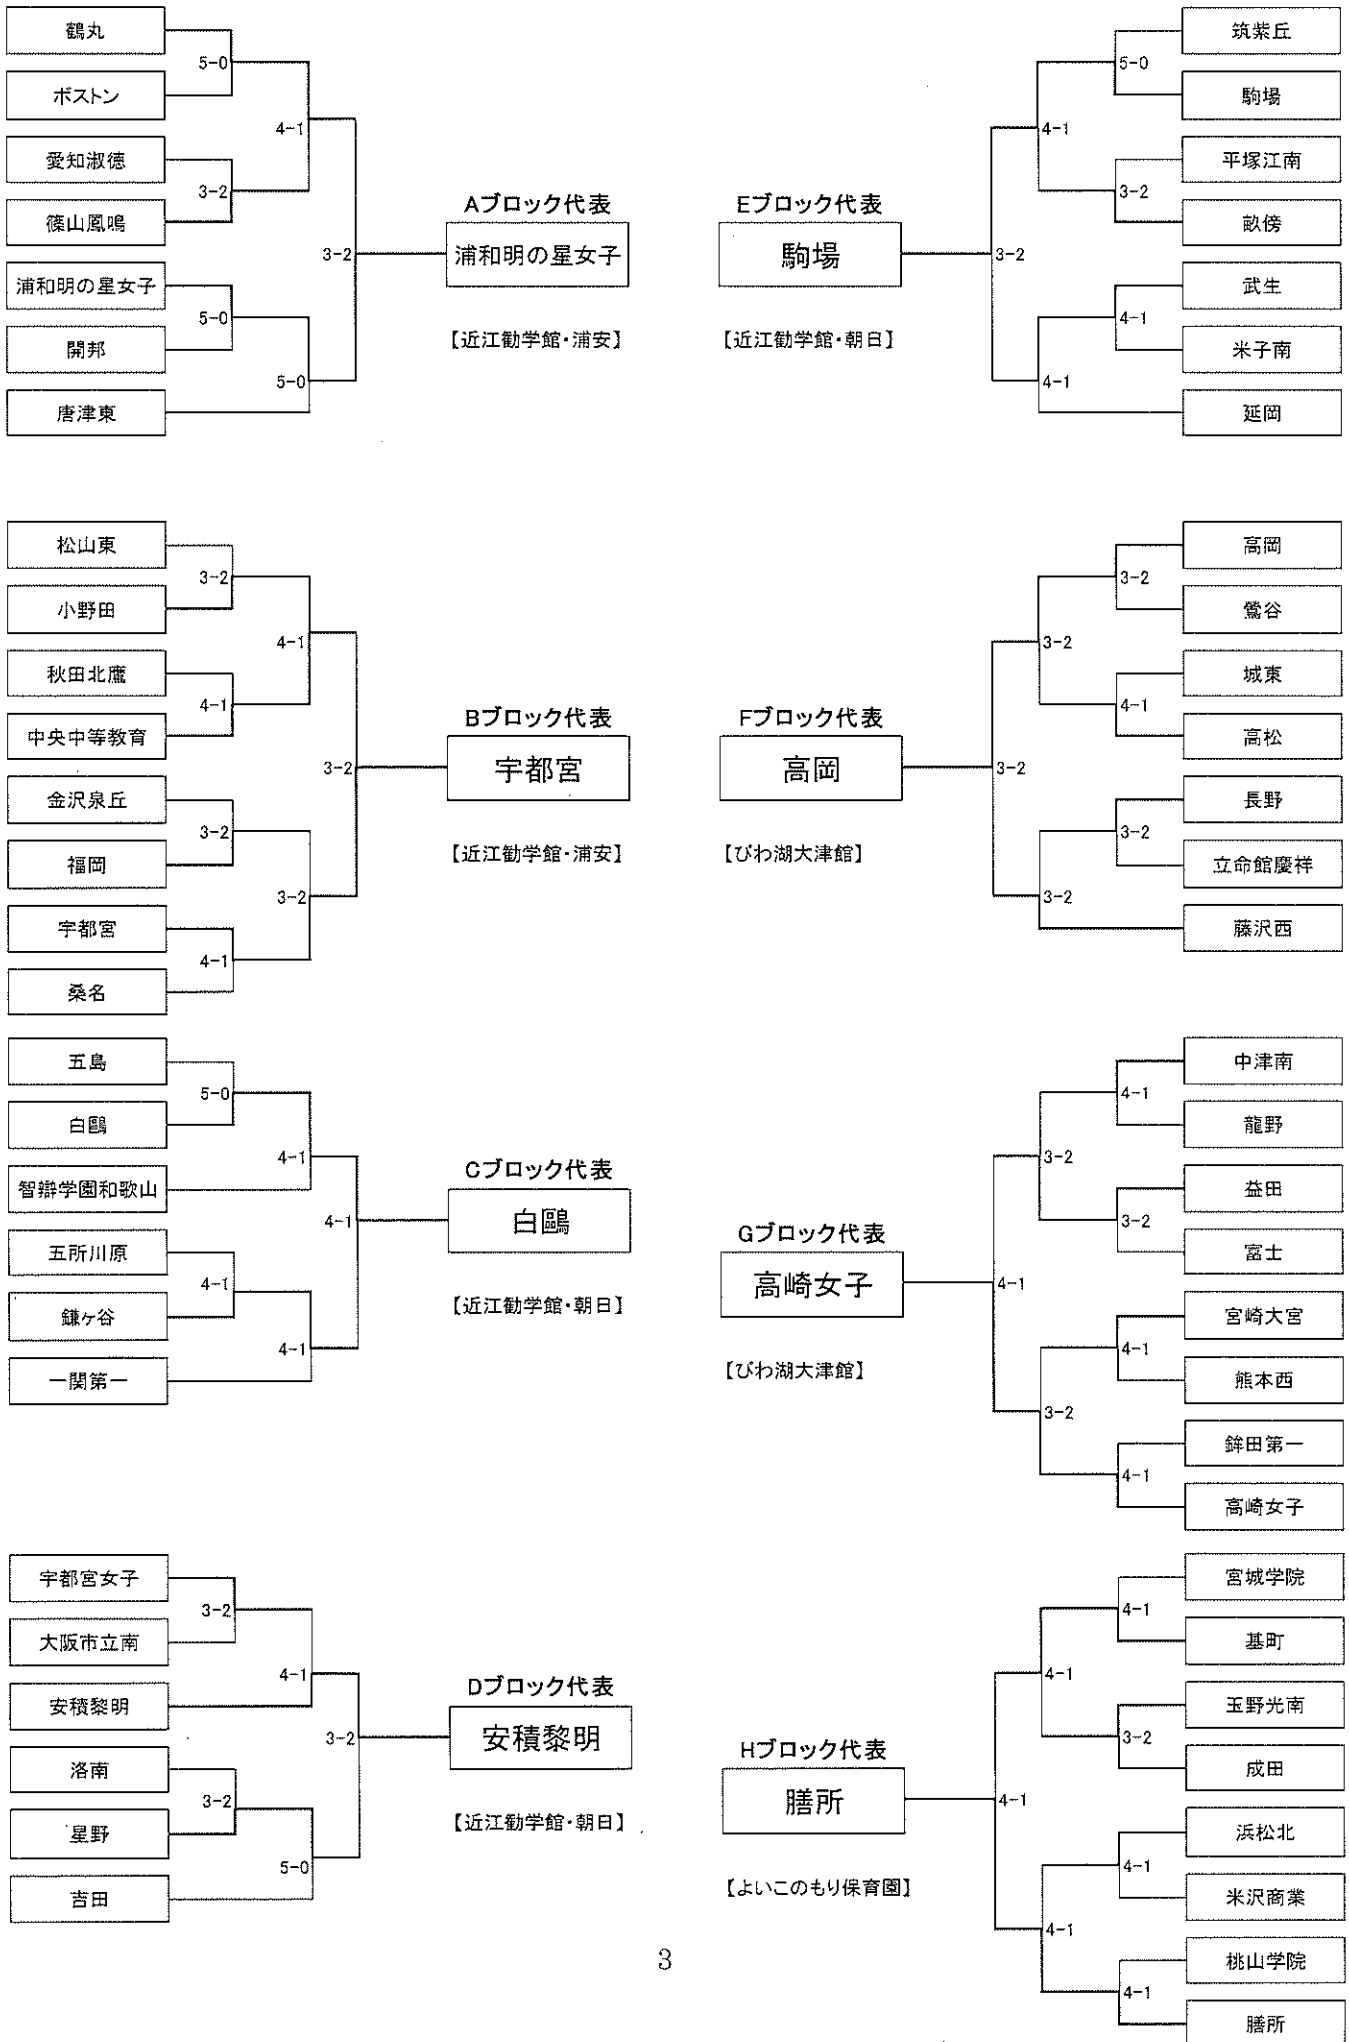 鶴丸
5-0
ボストン
4-1
愛知淑徳
3-2
篠山鳳鳴
3-2
浦和明の星女子
5-0
開邦
5-0
唐津東
Aブロック代表
浦和明の星女子
【近江勧学館・浦安】
筑紫丘
5-0
駒場
4-1
平塚江南
3-2
畝傍
3-2
武生
4-1
米子南
4-1
延岡
Eブロック代表
駒場
【近江勧学館・朝日】
松山東
3-2
小野田
4-1
秋田北鷹
4-1
中央中等教育
3-2
金沢泉丘
3-2
福岡
3-2
宇都宮
4-1
桑名
Bブロック代表
宇都宮
【近江勧学館・浦安】
高岡
3-2
鶯谷
3-2
城東
4-1
高松
3-2
長野
3-2
立命館慶祥
3-2
藤沢西
Fブロック代表
高岡
【びわ湖大津館】
五島
5-0
白鷗
4-1
智辯学園和歌山
4-1
五所川原
4-1
鎌ヶ谷
4-1
一関第一
Cブロック代表
白鷗
【近江勧学館・朝日】
中津南
4-1
龍野
3-2
益田
3-2
富士
4-1
宮崎大宮
4-1
熊本西
3-2
鉾田第一
4-1
高崎女子
Gブロック代表
高崎女子
【びわ湖大津館】
宇都宮女子
3-2
大阪市立南
4-1
安積黎明
3-2
洛南
3-2
星野
5-0
吉田
Dブロック代表
安積黎明
【近江勧学館・朝日】
宮城学院
4-1
基町
4-1
玉野光南
3-2
成田
4-1
浜松北
4-1
米沢商業
4-1
桃山学院
4-1
膳所
Hブロック代表
膳所
【よいこのもり保育園】
3